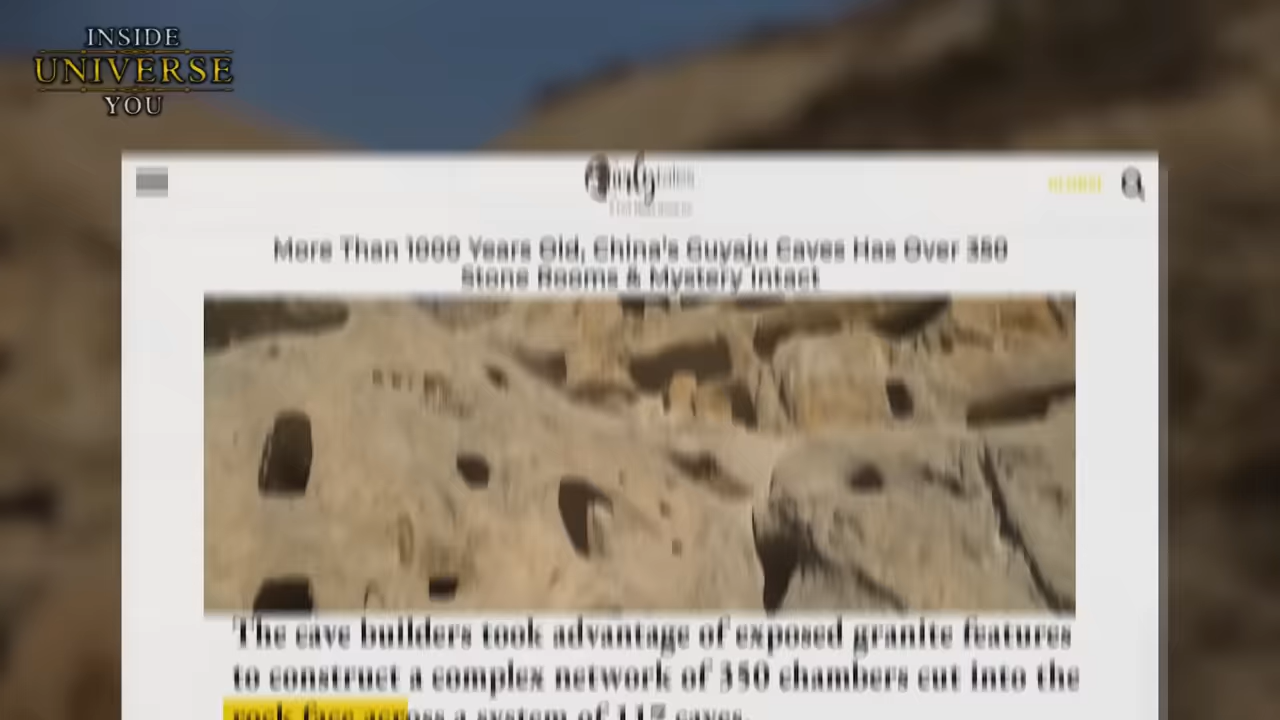 INSIDE
UNIVERSE
YOU
More Than 1000 Years Old, China's Guyaju Caves Has Over 350
Stone Rooms & Mystery Intact
The cave builders took advantage of exposed granite features
to construct a complex network of 350 chambers cut into the
rock face across a system of 117 caves.